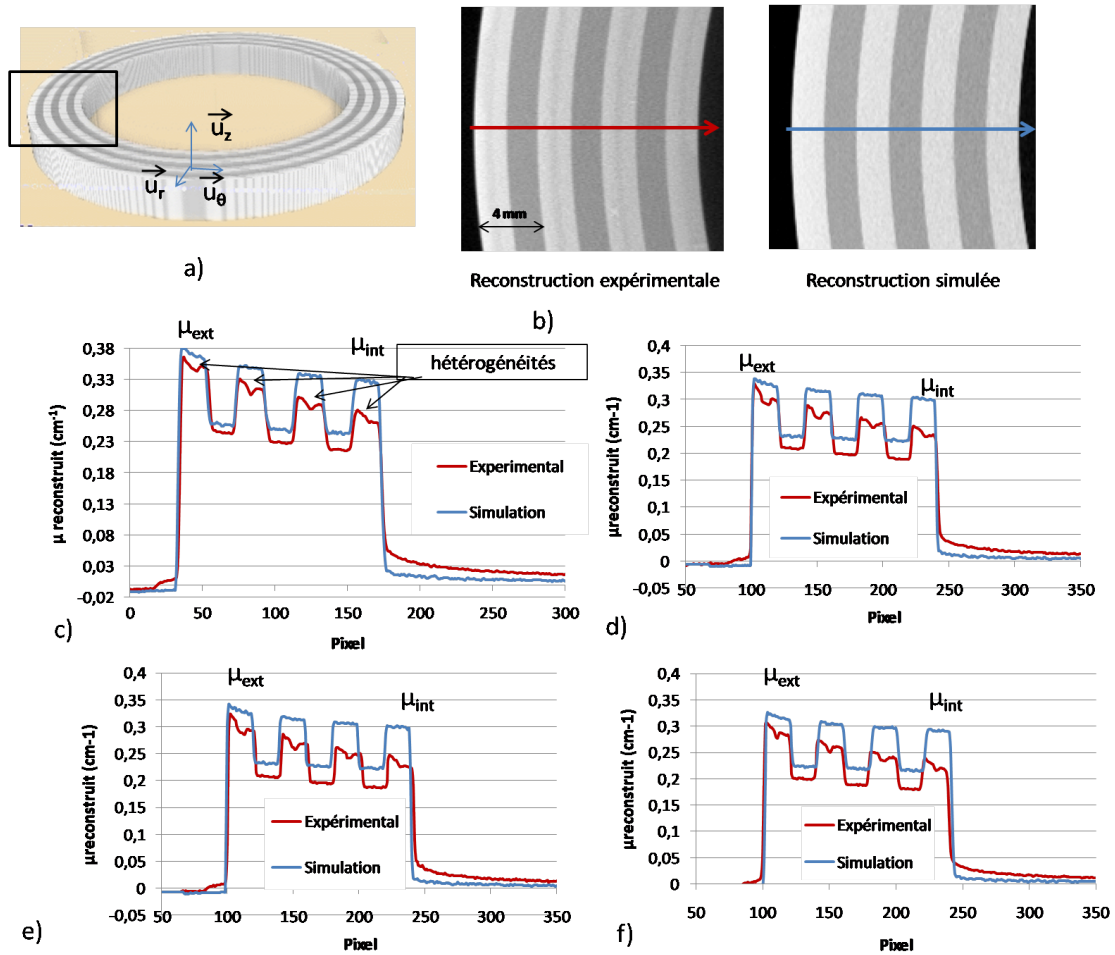 u_z
u_r
u_θ
a)
4 mm
Reconstruction expérimentale
Reconstruction simulée
b)
μ_ext
μ_int
hétérogénéités
0,38
0,33
0,28
0,23
0,18
0,13
0,08
0,03
-0,02
μ reconstruit (cm⁻¹)
Experimental
Simulation
0
50
100
150
200
250
300
Pixel
c)
μ_ext
μ_int
0,4
0,35
0,3
0,25
0,2
0,15
0,1
0,05
0
-0,05
μreconstruit (cm-1)
Expérimental
Simulation
50
100
150
200
250
300
350
Pixel
d)
μ_ext
μ_int
0,4
0,35
0,3
0,25
0,2
0,15
0,1
0,05
0
-0,05
μreconstruit (cm-1)
Expérimental
Simulation
50
100
150
200
250
300
350
Pixel
e)
μ_ext
μ_int
0,4
0,35
0,3
0,25
0,2
0,15
0,1
0,05
0
μreconstruit (cm-1)
Expérimental
Simulation
50
100
150
200
250
300
350
Pixel
f)